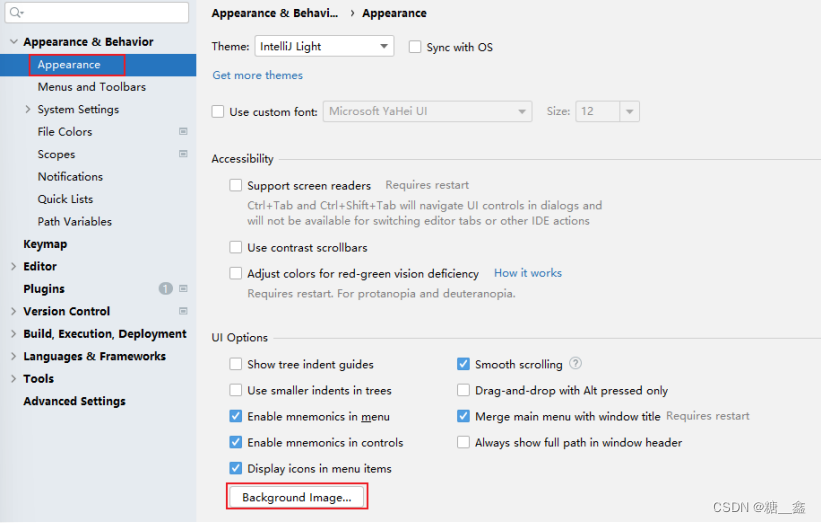 Appearance & Behavi... › Appearance
Appearance & Behavior
Appearance
Menus and Toolbars
System Settings
File Colors
Scopes
Notifications
Quick Lists
Path Variables
Keymap
Editor
Plugins 1
Version Control
Build, Execution, Deployment
Languages & Frameworks
Tools
Advanced Settings
Theme: IntelliJ Light Sync with OS
Get more themes
Use custom font: Microsoft YaHei UI Size: 12
Accessibility
Support screen readers Requires restart
Ctrl+Tab and Ctrl+Shift+Tab will navigate UI controls in dialogs and
will not be available for switching editor tabs or other IDE actions
Use contrast scrollbars
Adjust colors for red-green vision deficiency How it works
Requires restart. For protanopia and deuteranopia.
UI Options
Show tree indent guides Smooth scrolling ?
Use smaller indents in trees Drag-and-drop with Alt pressed only
Enable mnemonics in menu Merge main menu with window title Requires restart
Enable mnemonics in controls Always show full path in window header
Display icons in menu items
Background Image...
CSDN @糖__鑫